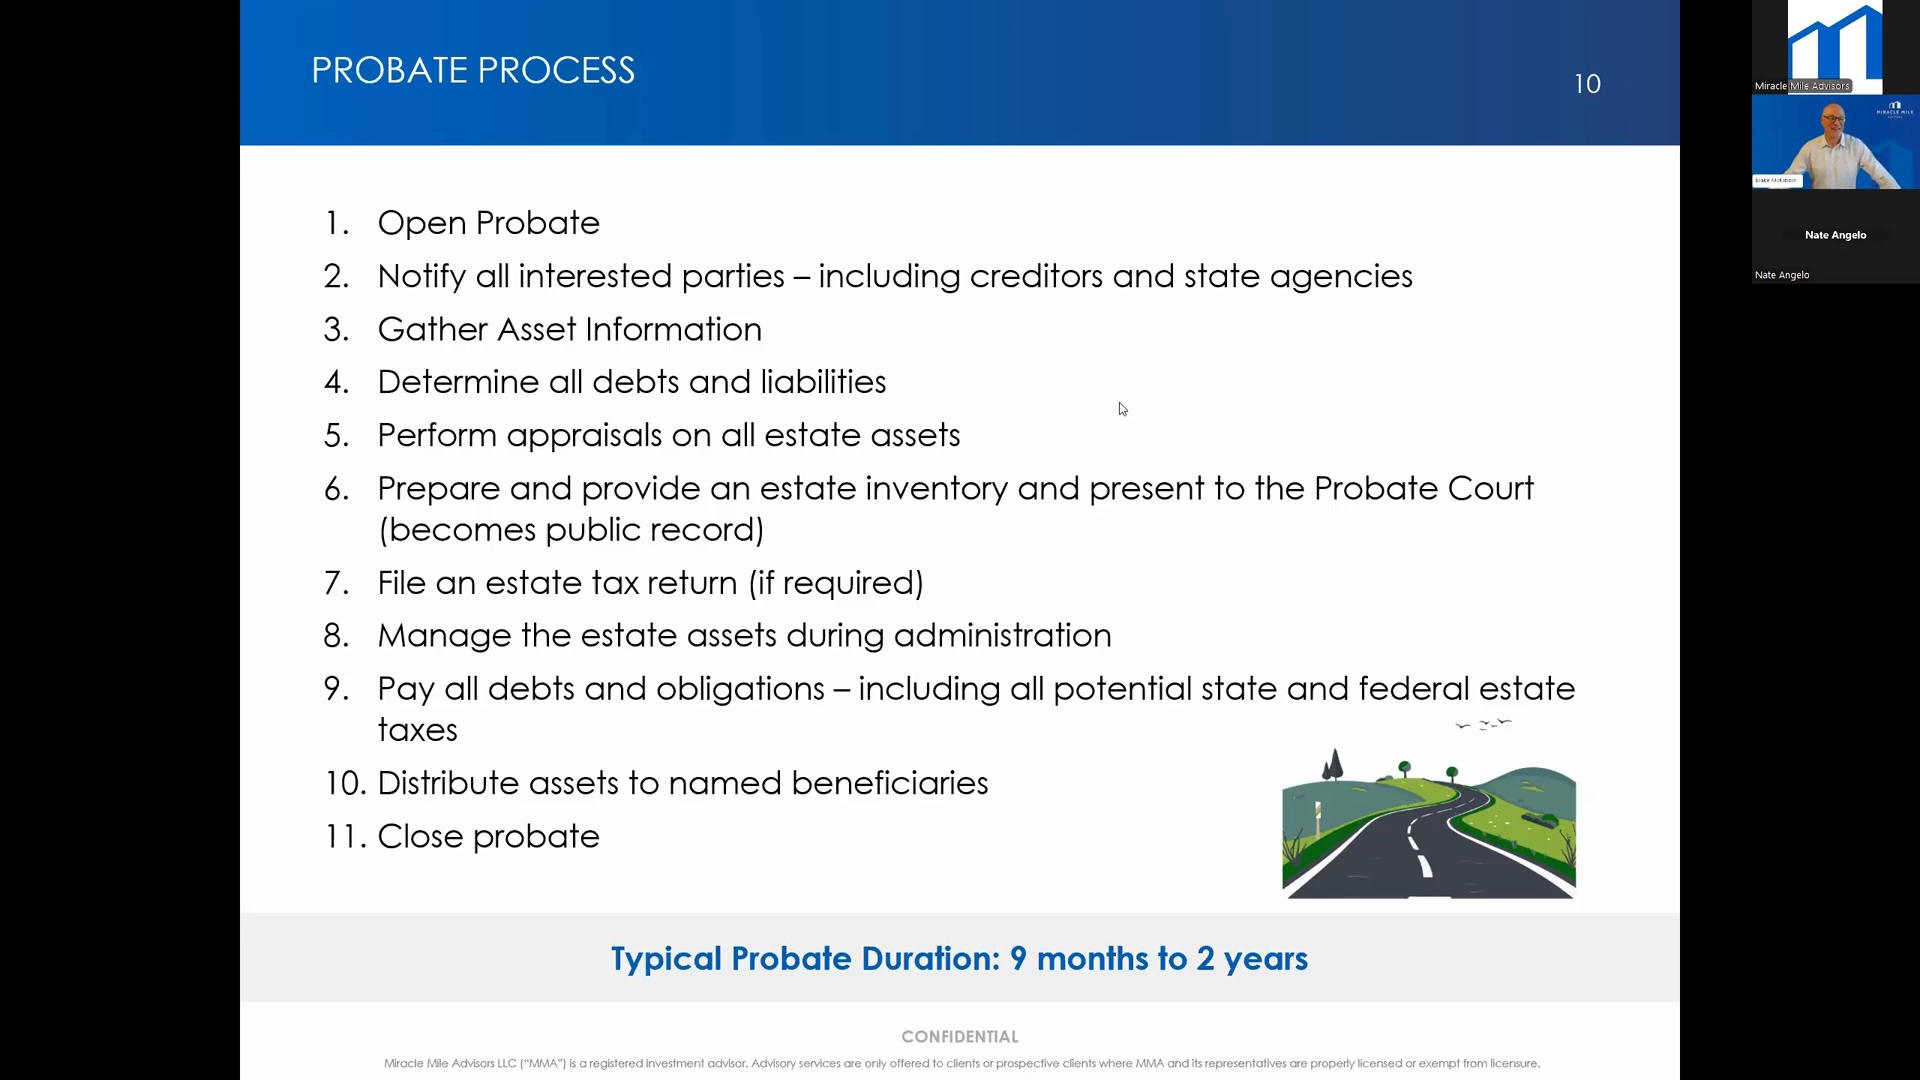 PROBATE PROCESS
10
1. Open Probate
2. Notify all interested parties – including creditors and state agencies
3. Gather Asset Information
4. Determine all debts and liabilities
5. Perform appraisals on all estate assets
6. Prepare and provide an estate inventory and present to the Probate Court
(becomes public record)
7. File an estate tax return (if required)
8. Manage the estate assets during administration
9. Pay all debts and obligations – including all potential state and federal estate
taxes
10. Distribute assets to named beneficiaries
11. Close probate
Typical Probate Duration: 9 months to 2 years
CONFIDENTIAL
Miracle Mile Advisors LLC (“MMA”) is a registered investment advisor. Advisory services are only offered to clients or prospective clients where MMA and its representatives are properly licensed or exempt from licensure.
Miracle Mile Advisors
MIRACLE MILE
Nate Angelo
Nate Angelo